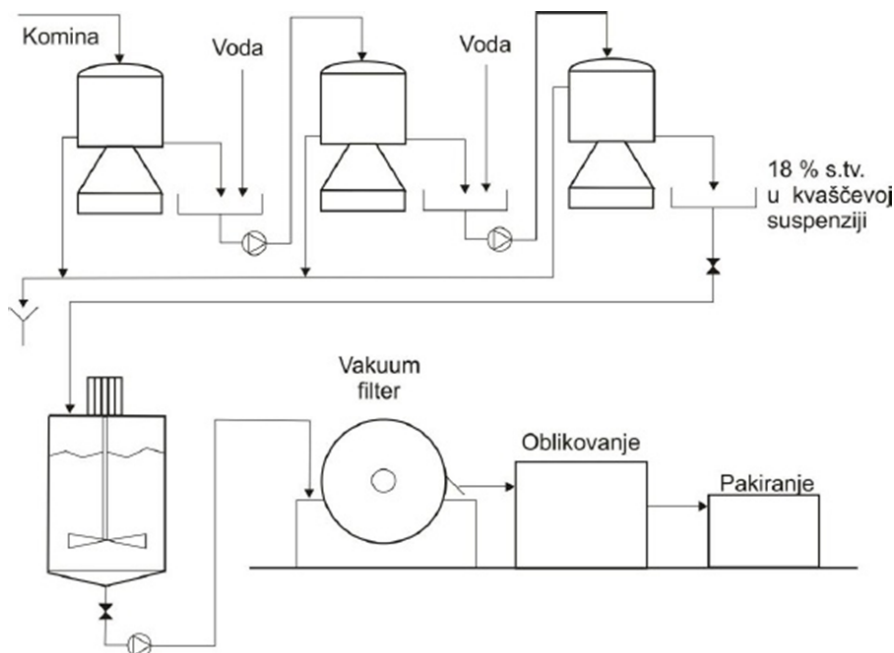 Komina
Voda
Voda
18 % s.tv.
u kvaščevoj
suspenziji
Vakuum
filter
Oblikovanje
Pakiranje